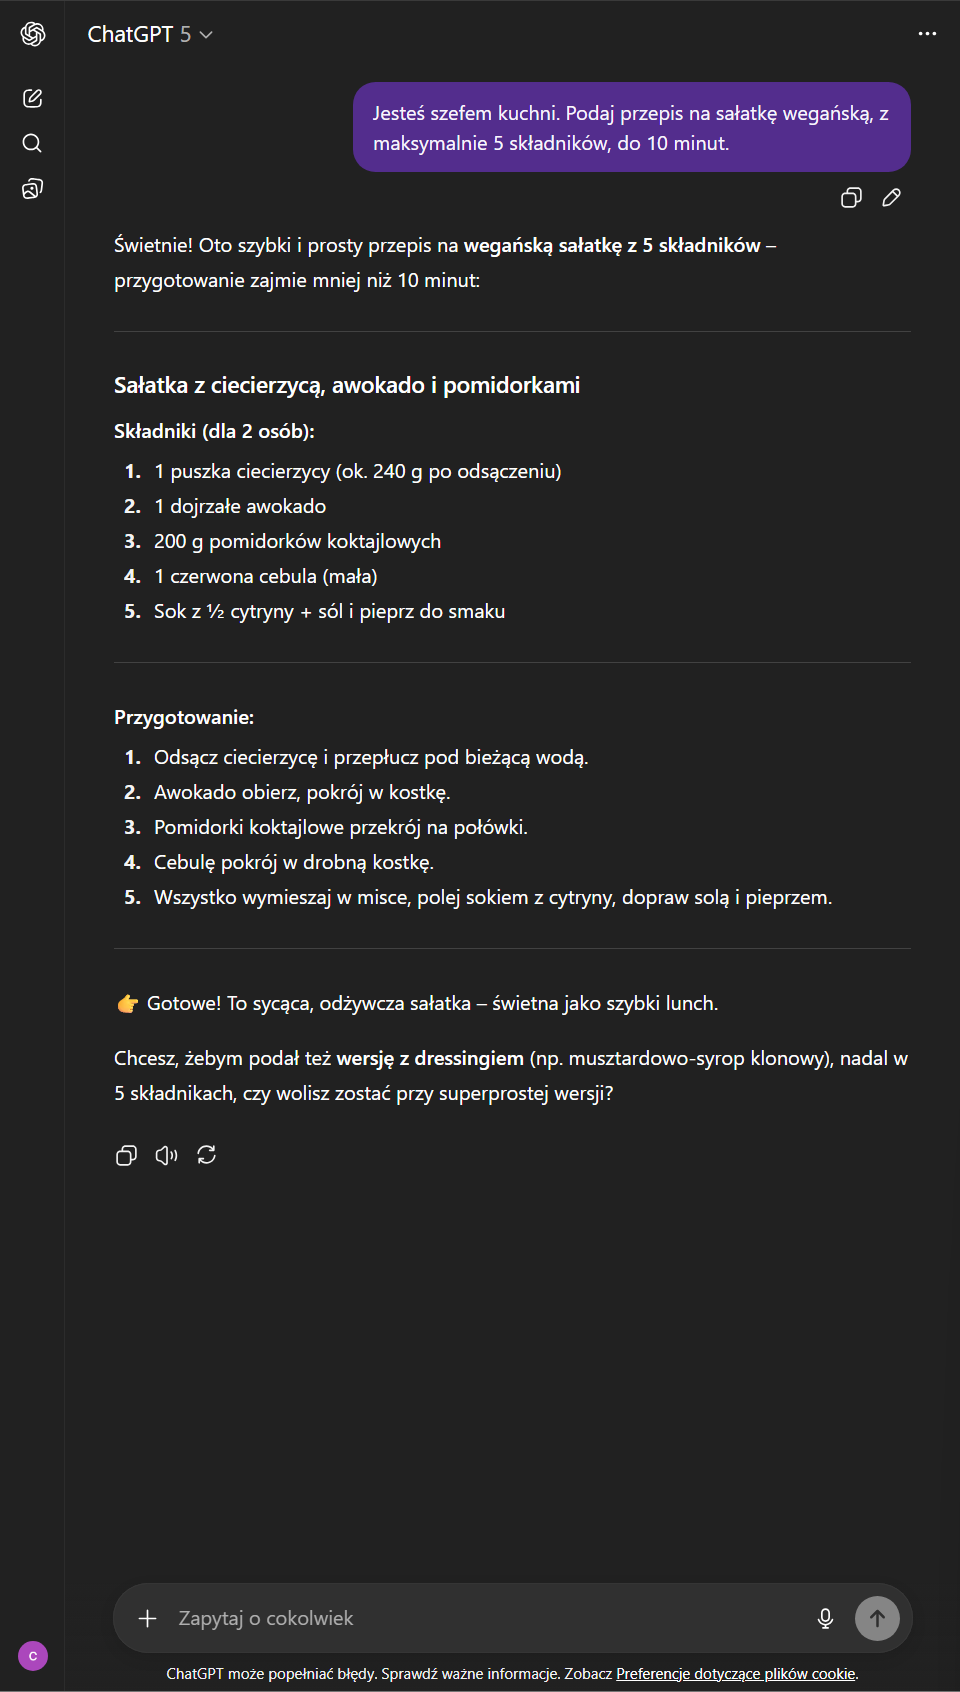 ChatGPT 5
Jesteś szefem kuchni. Podaj przepis na sałatkę wegańską, z
maksymalnie 5 składników, do 10 minut.
Świetnie! Oto szybki i prosty przepis na wegańską sałatkę z 5 składników –
przygotowanie zajmie mniej niż 10 minut:
Sałatka z ciecierzycą, awokado i pomidorkami
Składniki (dla 2 osób):
1. 1 puszka ciecierzycy (ok. 240 g po odsączeniu)
2. 1 dojrzałe awokado
3. 200 g pomidorków koktajlowych
4. 1 czerwona cebula (mała)
5. Sok z ½ cytryny + sól i pieprz do smaku
Przygotowanie:
1. Odsącz ciecierzycę i przepłucz pod bieżącą wodą.
2. Awokado obierz, pokrój w kostkę.
3. Pomidorki koktajlowe przekrój na połówki.
4. Cebulę pokrój w drobną kostkę.
5. Wszystko wymieszaj w misce, polej sokiem z cytryny, dopraw solą i pieprzem.
👉 Gotowe! To sycąca, odżywcza sałatka – świetna jako szybki lunch.
Chcesz, żebym podał też wersję z dressingiem (np. musztardowo-syrop klonowy), nadal w
5 składnikach, czy wolisz zostać przy superprostej wersji?
Zapytaj o cokolwiek
C
ChatGPT może popełniać błędy. Sprawdź ważne informacje. Zobacz Preferencje dotyczące plików cookie.